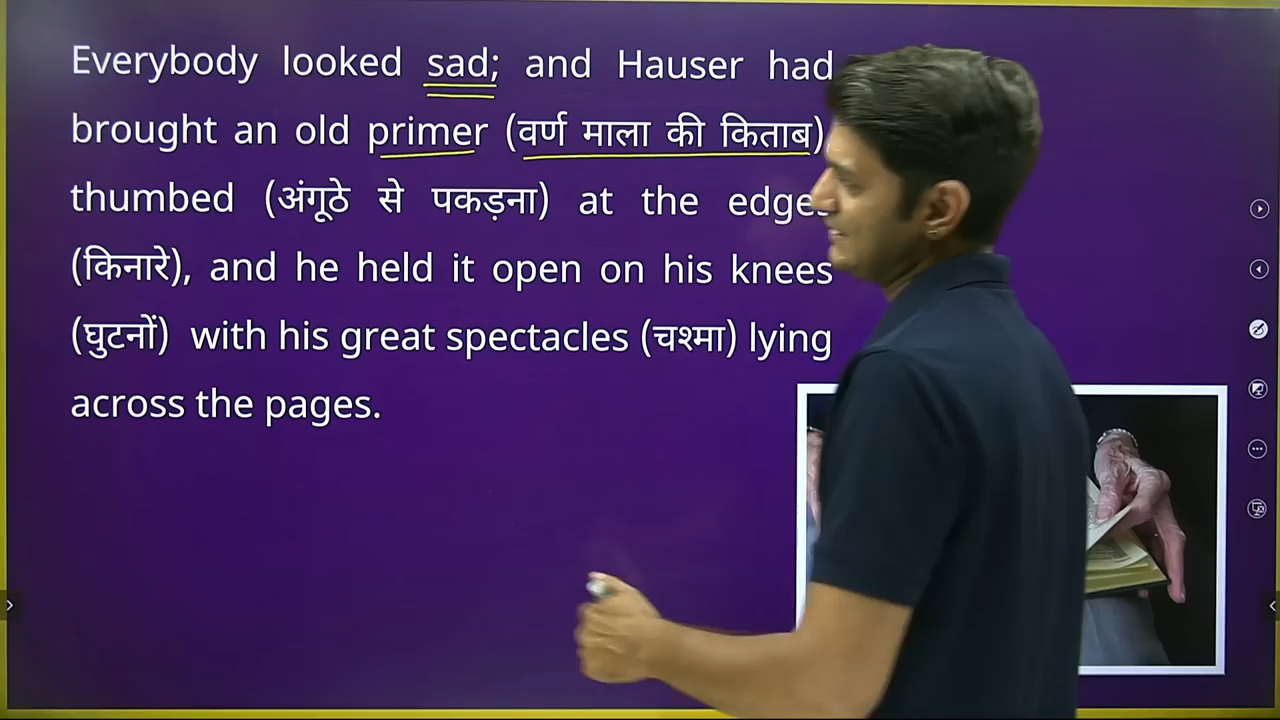 Everybody looked sad; and Hauser had
brought an old primer (वर्ण माला की किताब)
thumbed (अंगूठे से पकड़ना) at the edges
(किनारे), and he held it open on his knees
(घुटनों) with his great spectacles (चश्मा) lying
across the pages.